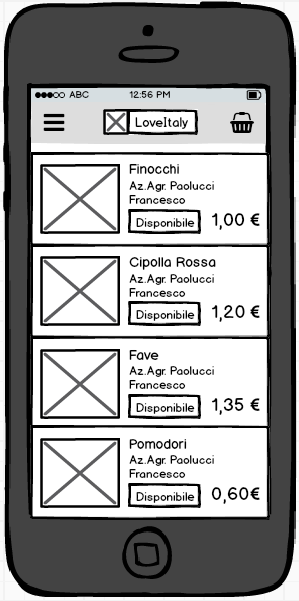 ABC 12:56 PM
LoveItaly
Finocchi
Az.Agr. Paolucci
Francesco
Disponibile 1,00 €
Cipolla Rossa
Az.Agr. Paolucci
Francesco
Disponibile 1,20 €
Fave
Az.Agr. Paolucci
Francesco
Disponibile 1,35 €
Pomodori
Az.Agr. Paolucci
Francesco
Disponibile 0,60€